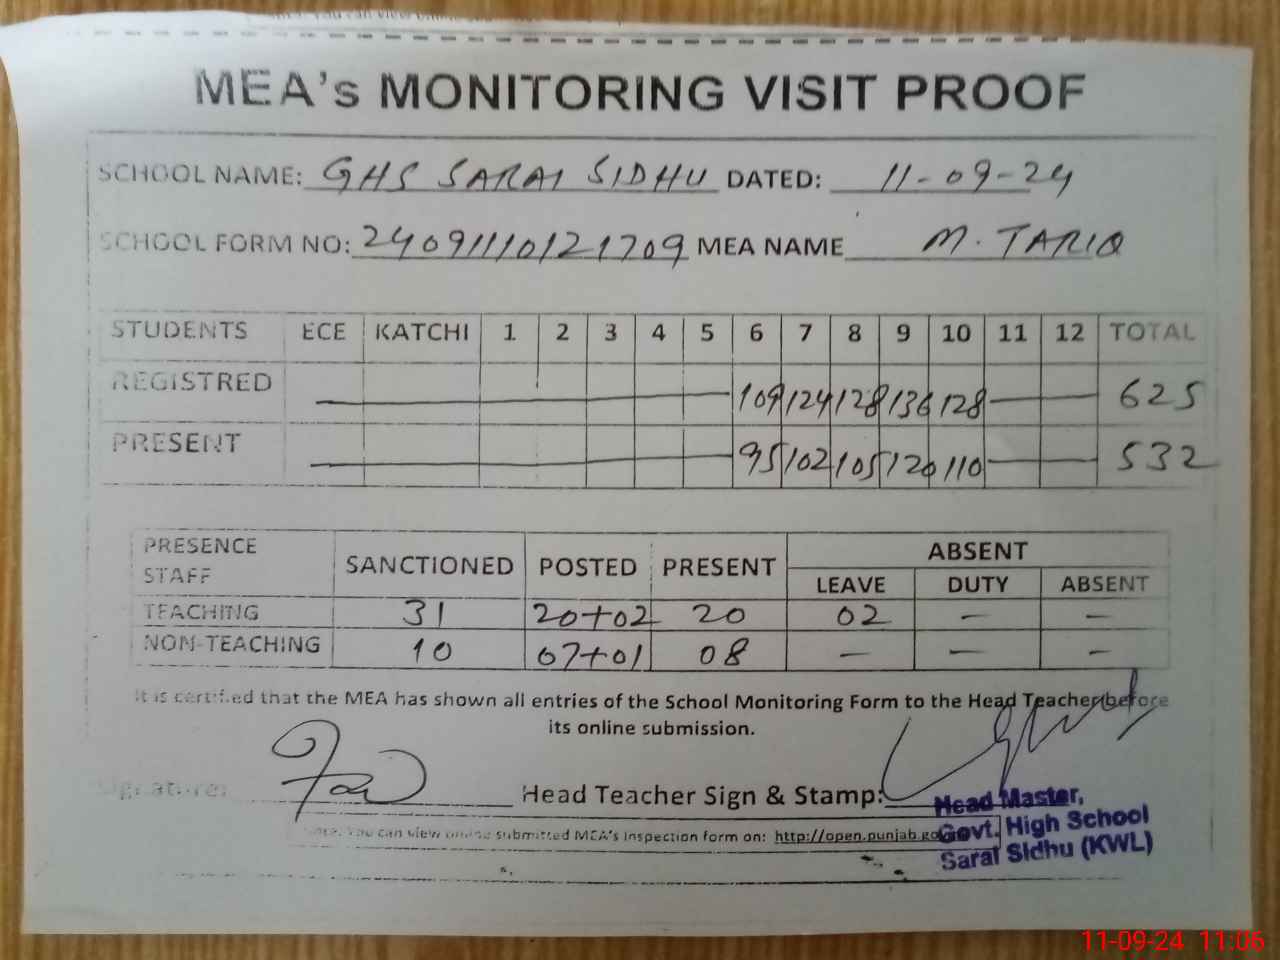 MEA's MONITORING VISIT PROOF
SCHOOL NAME: GHS SARAI SIDHU DATED: 11-09-24
SCHOOL FORM NO: 24091110121709 MEA NAME M. TARIQ
STUDENTS ECE KATCHI 1 2 3 4 5 6 7 8 9 10 11 12 TOTAL
REGISTRED 109 124 128 136 128 625
PRESENT 95 102 105 120 110 532
PRESENCE STAFF SANCTIONED POSTED PRESENT ABSENT
LEAVE DUTY ABSENT
TEACHING 31 20+02 20 02 - -
NON-TEACHING 10 07+01 08 - - -
It is certified that the MEA has shown all entries of the School Monitoring Form to the Head Teacher before
its online submission.
Signature: Head Teacher Sign & Stamp:
Head Master,
Govt. High School
Sarai Sidhu (KWL)
Note: You can view online submitted MEA's inspection form on: http://open.punjab.go
11-09-24 11:06